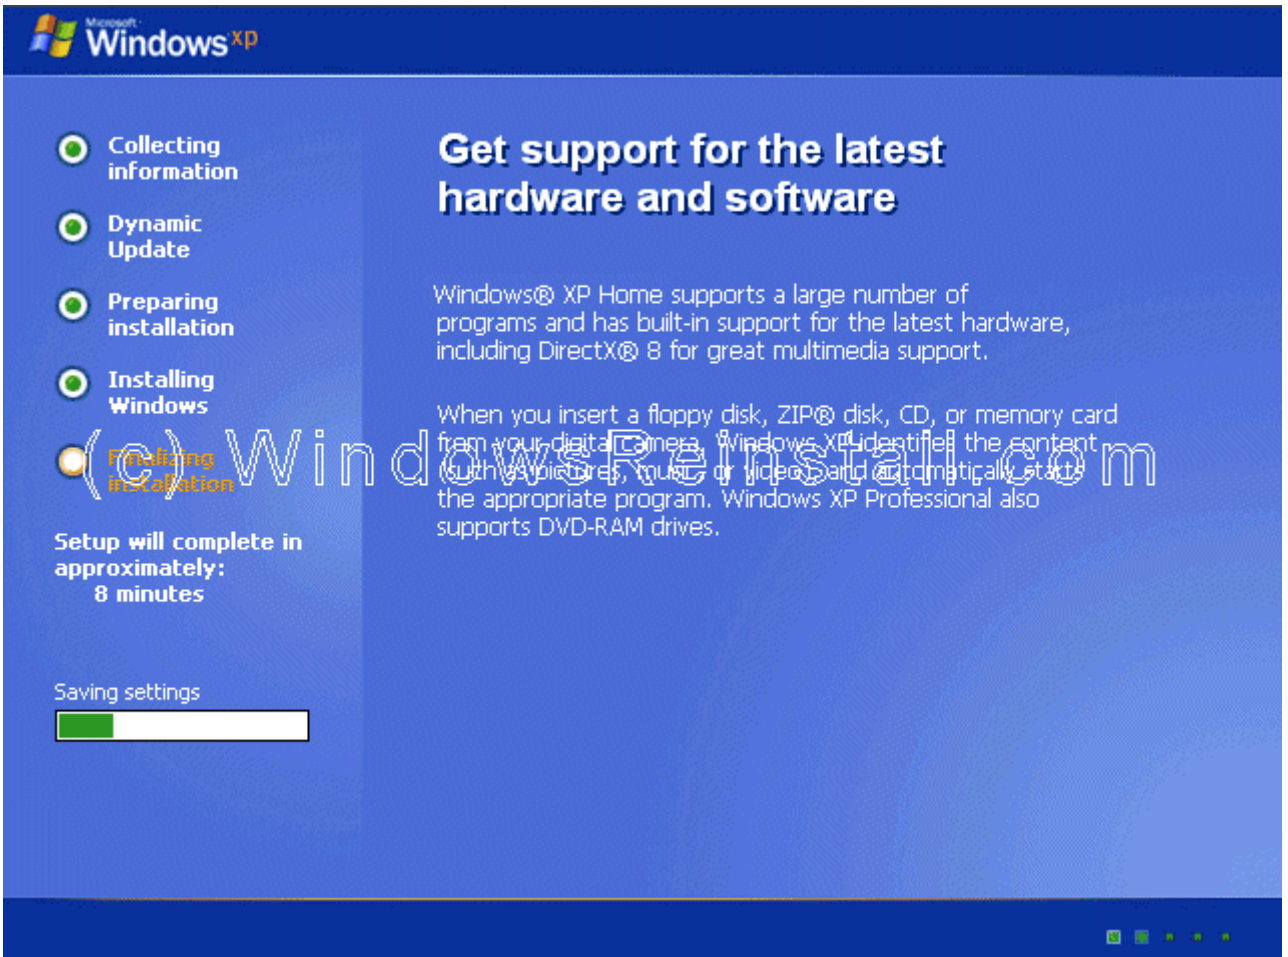 Microsoft
Windows xp
Collecting
information
Dynamic
Update
Preparing
installation
Installing
Windows
Finalizing
installation
Setup will complete in
approximately:
8 minutes
Saving settings
Get support for the latest
hardware and software
Windows® XP Home supports a large number of
programs and has built-in support for the latest hardware,
including DirectX® 8 for great multimedia support.
When you insert a floppy disk, ZIP® disk, CD, or memory card
from your digital camera, Windows XP identifies the content
(such as pictures, music, or video) and automatically starts
the appropriate program. Windows XP Professional also
supports DVD-RAM drives.
(c) WindowsReinstall.com